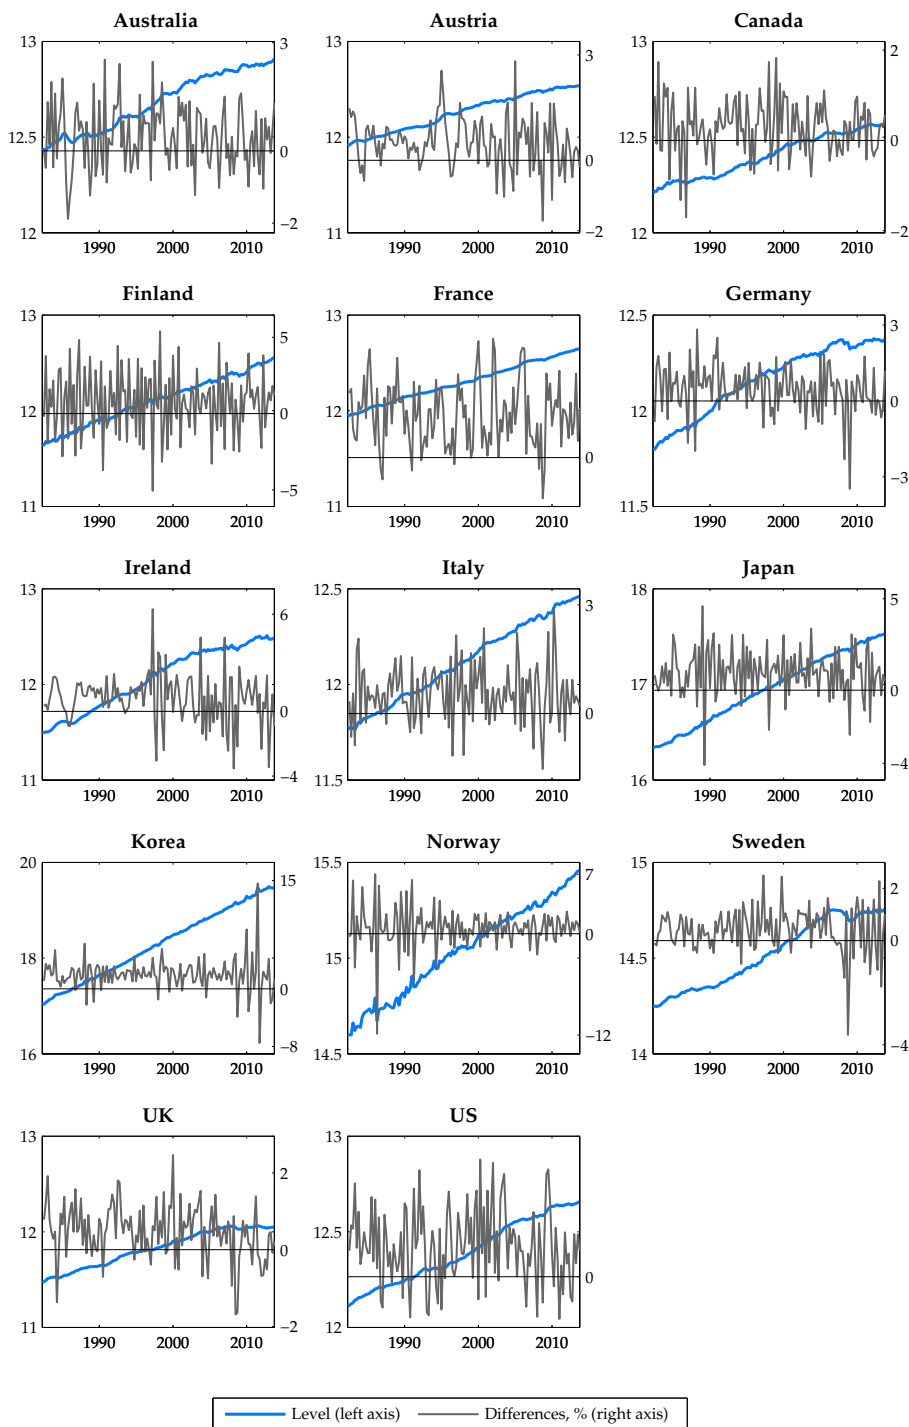 Australia
13
12.5
12
3
0
−2
1990 2000 2010
Austria
13
12
11
3
0
−2
1990 2000 2010
Canada
13
12.5
12
2
0
−2
1990 2000 2010
Finland
13
12
11
5
0
−5
1990 2000 2010
France
13
12
11
0
1990 2000 2010
Germany
12.5
12
11.5
3
0
−3
1990 2000 2010
Ireland
13
12
11
6
0
−4
1990 2000 2010
Italy
12.5
12
11.5
3
0
1990 2000 2010
Japan
18
17
16
5
0
−4
1990 2000 2010
Korea
20
18
16
15
0
−8
1990 2000 2010
Norway
15.5
15
14.5
7
0
−12
1990 2000 2010
Sweden
15
14.5
14
2
0
−4
1990 2000 2010
UK
13
12
11
2
0
−2
1990 2000 2010
US
13
12.5
12
0
1990 2000 2010
Level (left axis) Differences, % (right axis)